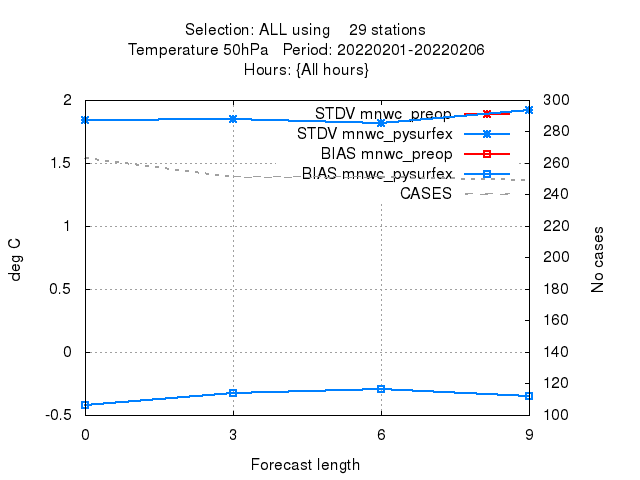 Selection: ALL using 29 stations
Temperature 50hPa Period: 20220201-20220206
Hours: {All hours}
STDV mnwc_preop
STDV mnwc_pysurfex
BIAS mnwc_preop
BIAS mnwc_pysurfex
CASES
2
1.5
1
0.5
0
-0.5
300
280
260
240
220
200
180
160
140
120
100
deg C
No cases
0 3 6 9
Forecast length